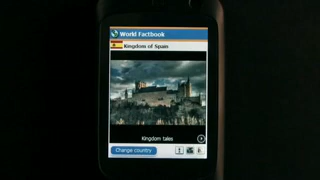 World Factbook
Kingdom of Spain
Kingdom tales
Change country